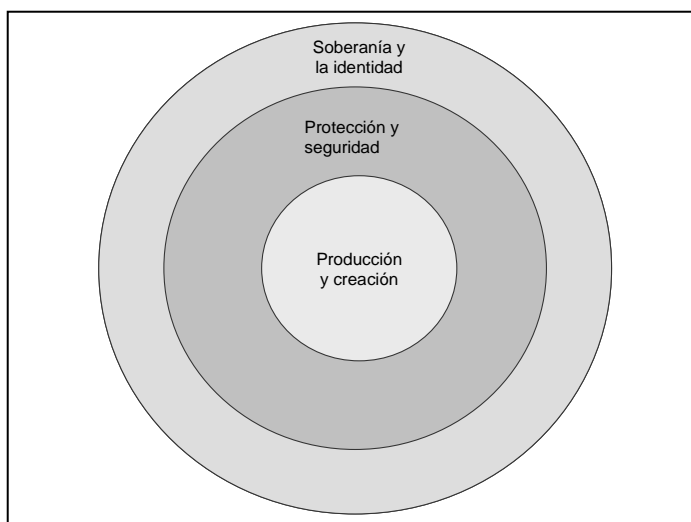 Soberanía y
la identidad
Protección y
seguridad
Producción
y creación